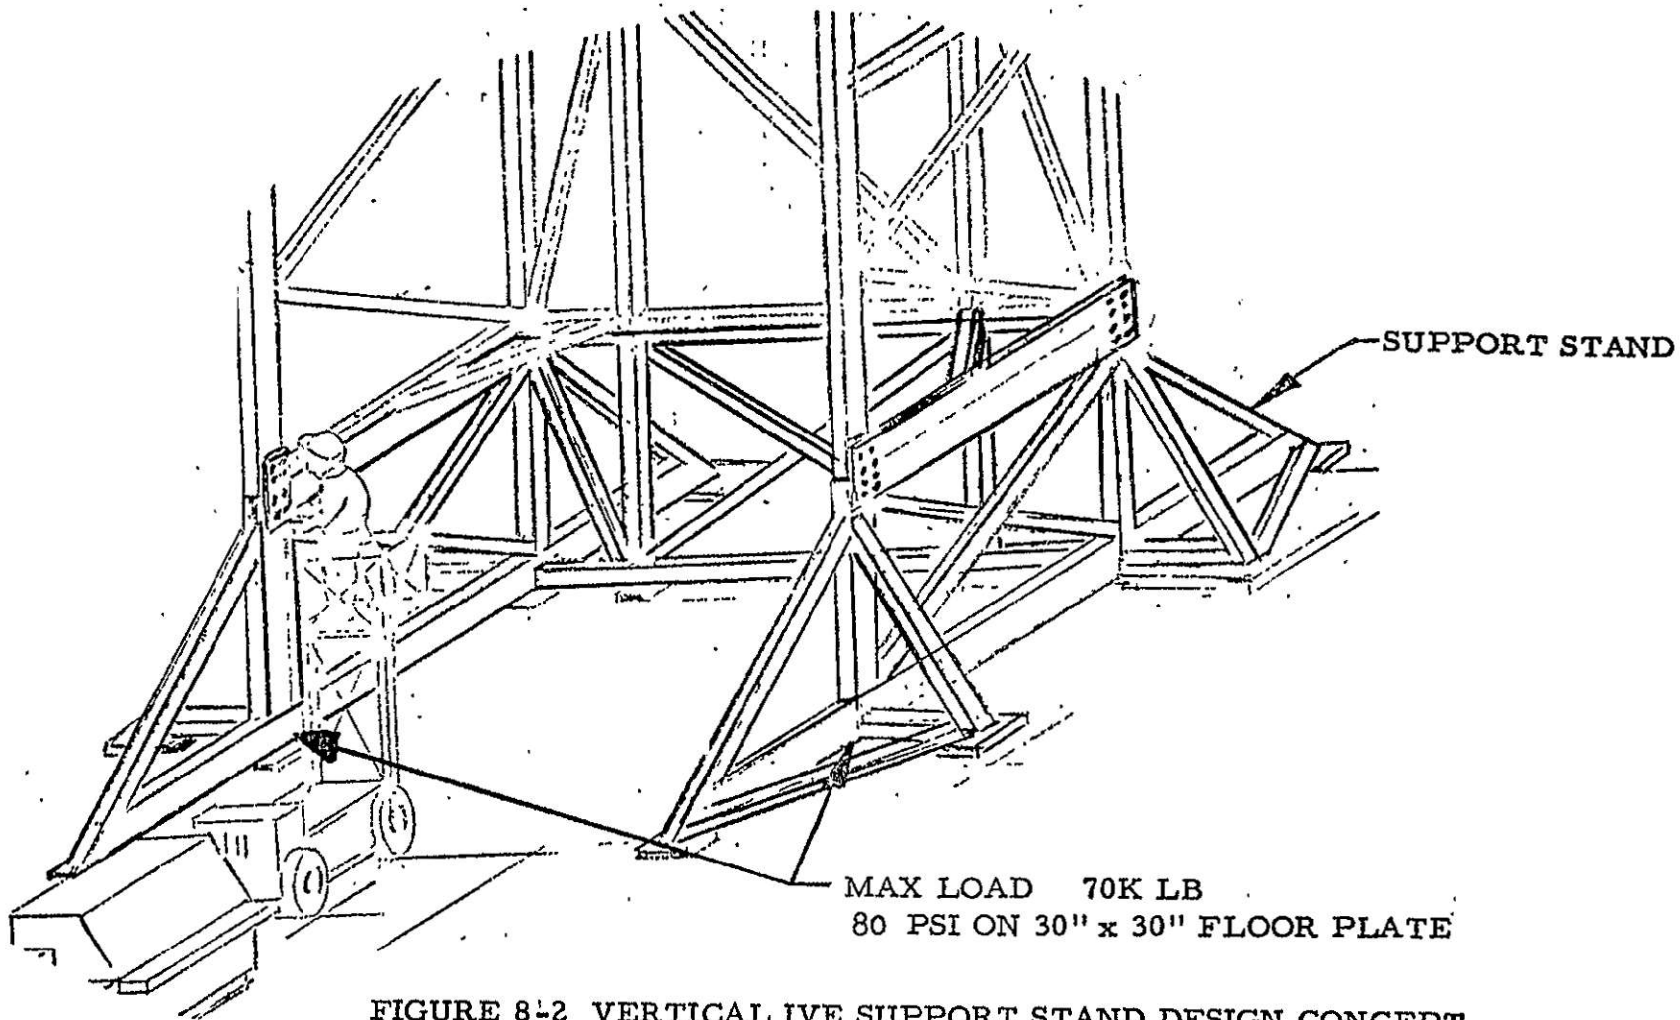 SUPPORT STAND
MAX LOAD 70K LB
80 PSI ON 30" x 30" FLOOR PLATE
FIGURE 8-2 VERTICAL IVE SUPPORT STAND DESIGN CONCEPT